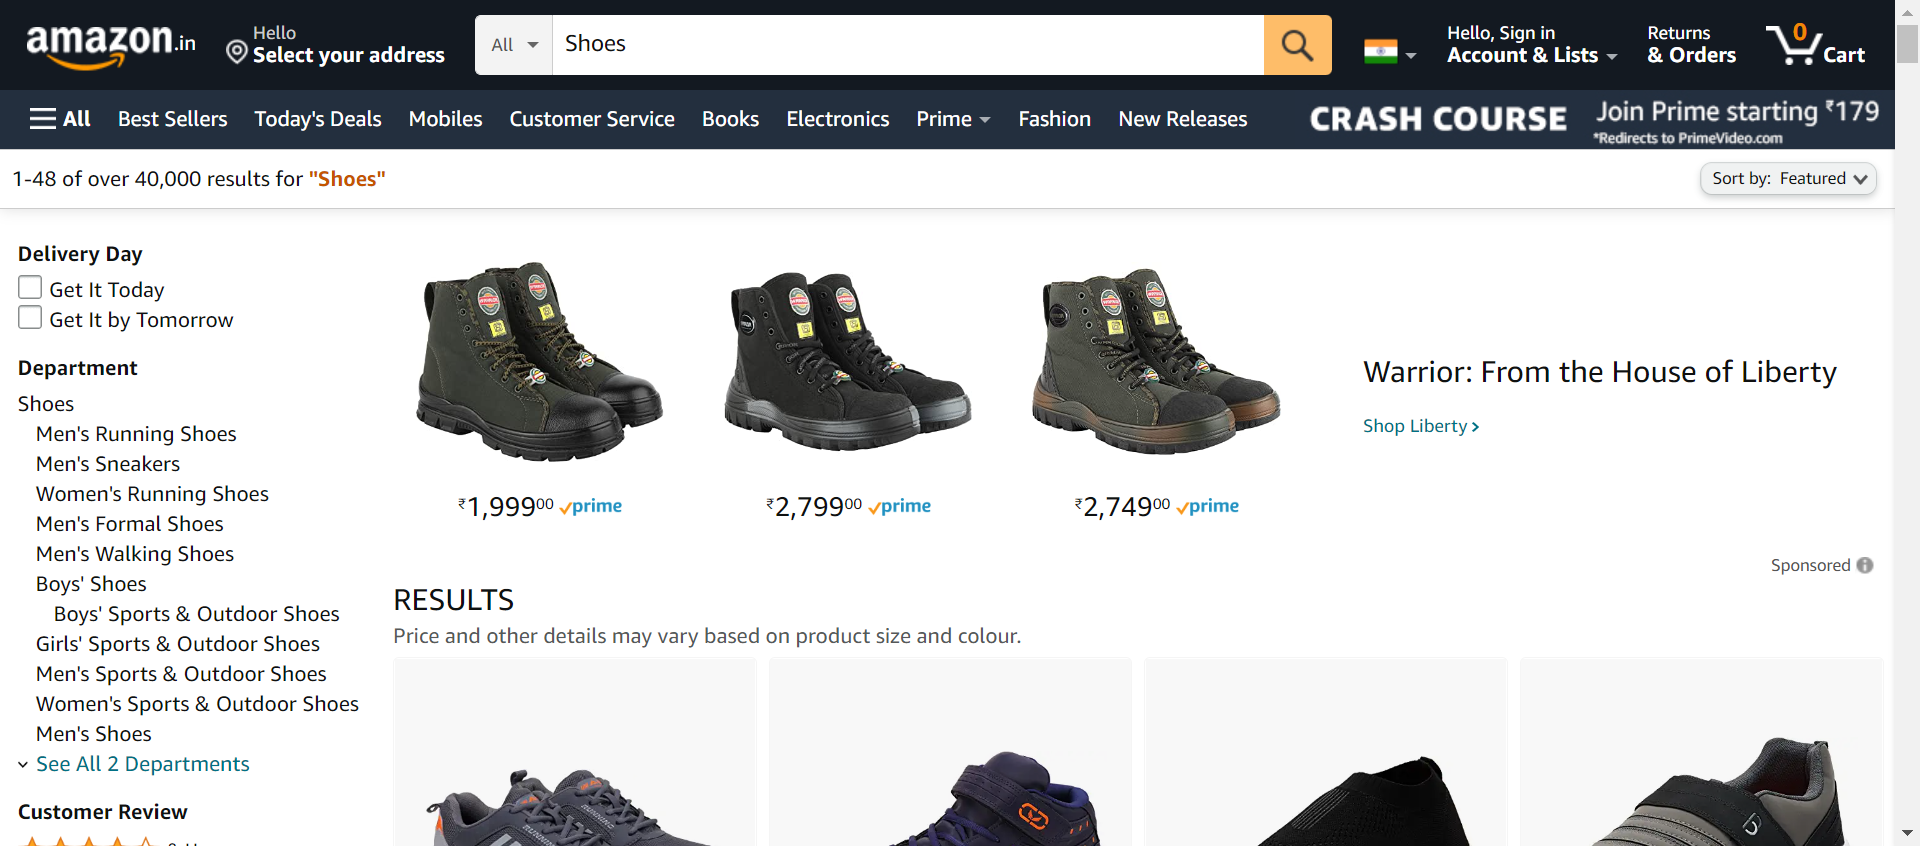 amazon.in
Hello
Select your address
All
Shoes
Hello, Sign in
Account & Lists
Returns
& Orders
0
Cart
All
Best Sellers
Today's Deals
Mobiles
Customer Service
Books
Electronics
Prime
Fashion
New Releases
CRASH COURSE
Join Prime starting ₹179
*Redirects to PrimeVideo.com
1-48 of over 40,000 results for "Shoes"
Sort by: Featured
Delivery Day
Get It Today
Get It by Tomorrow
Department
Shoes
Men's Running Shoes
Men's Sneakers
Women's Running Shoes
Men's Formal Shoes
Men's Walking Shoes
Boys' Shoes
Boys' Sports & Outdoor Shoes
Girls' Sports & Outdoor Shoes
Men's Sports & Outdoor Shoes
Women's Sports & Outdoor Shoes
Men's Shoes
See All 2 Departments
Customer Review
₹1,99900 prime
₹2,79900 prime
₹2,74900 prime
Warrior: From the House of Liberty
Shop Liberty
Sponsored
RESULTS
Price and other details may vary based on product size and colour.